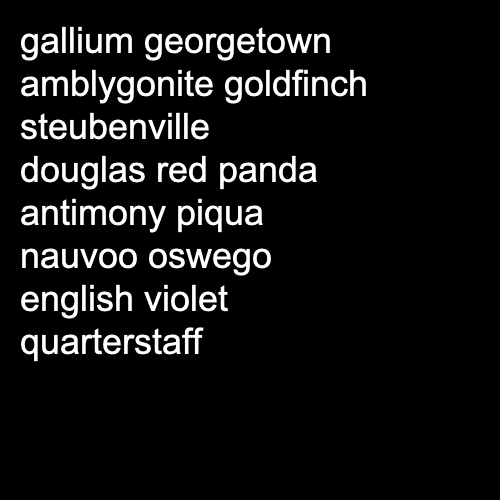 gallium georgetown
amblygonite goldfinch
steubenville
douglas red panda
antimony piqua
nauvoo oswego
english violet
quarterstaff